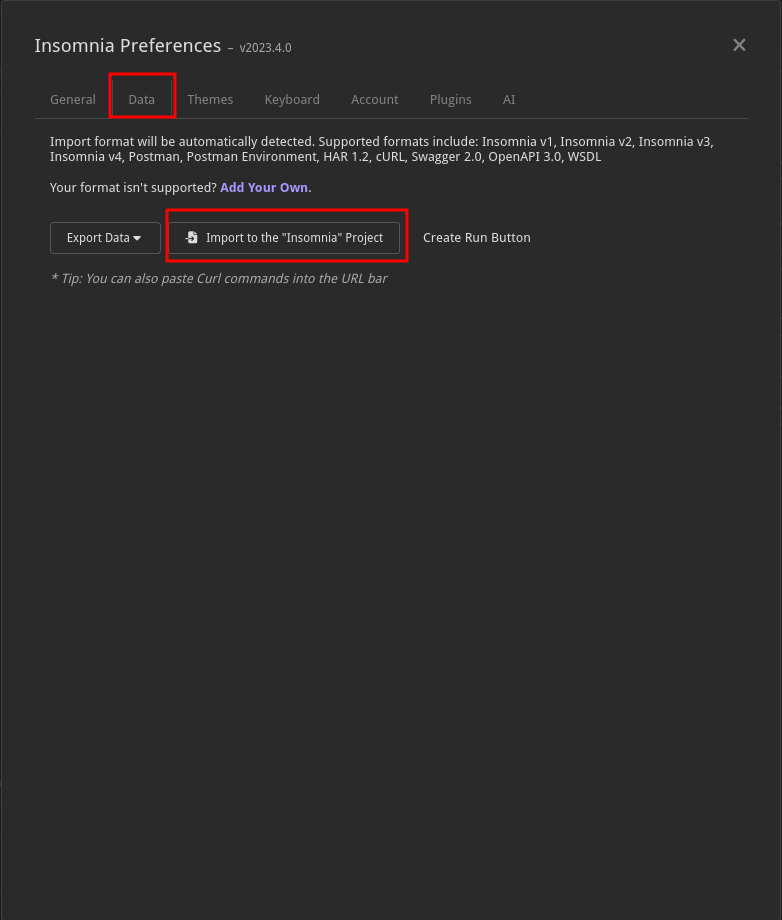 Insomnia Preferences – v2023.4.0
General Data Themes Keyboard Account Plugins AI
Import format will be automatically detected. Supported formats include: Insomnia v1, Insomnia v2, Insomnia v3,
Insomnia v4, Postman, Postman Environment, HAR 1.2, cURL, Swagger 2.0, OpenAPI 3.0, WSDL
Your format isn't supported? Add Your Own.
Export Data Import to the "Insomnia" Project Create Run Button
* Tip: You can also paste Curl commands into the URL bar